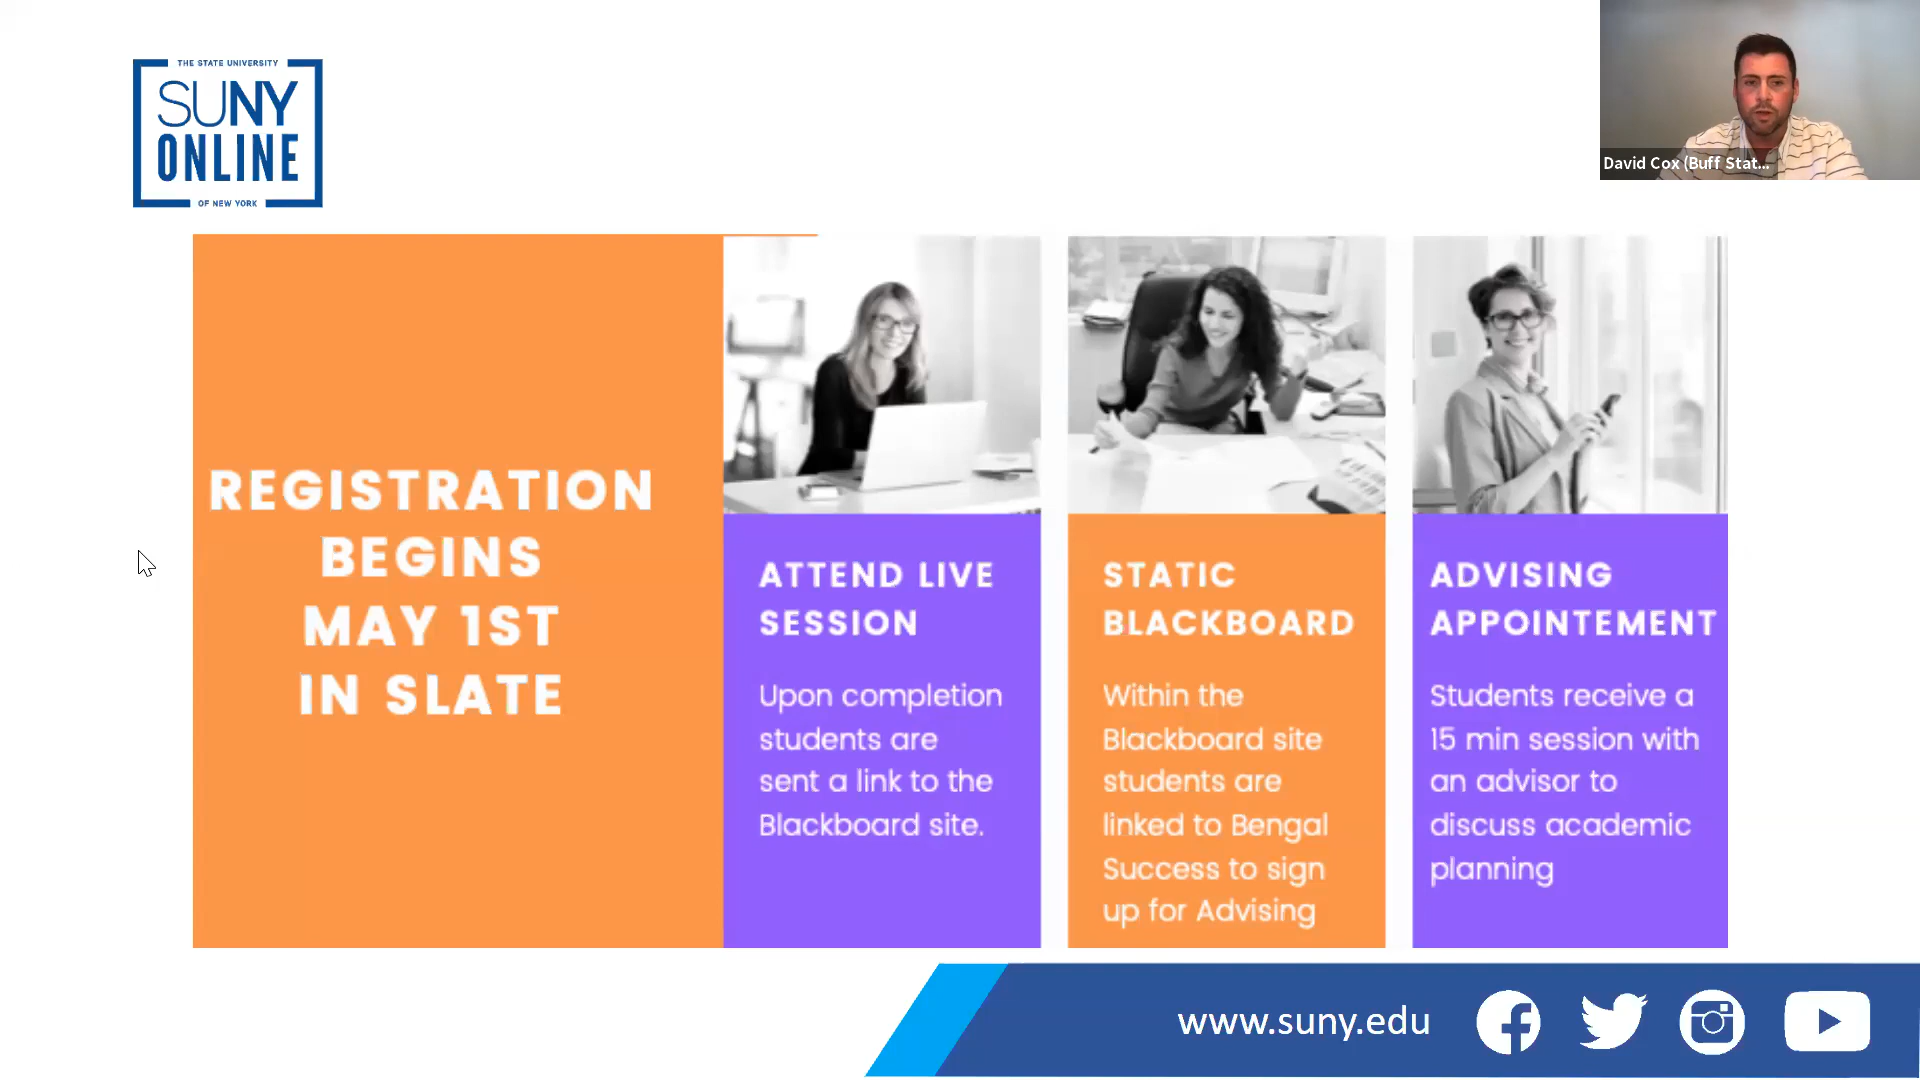 THE STATE UNIVERSITY
SUNY
ONLINE
OF NEW YORK
David Cox (Buff Stat...
REGISTRATION
BEGINS
MAY 1ST
IN SLATE
ATTEND LIVE
SESSION
Upon completion
students are
sent a link to the
Blackboard site.
STATIC
BLACKBOARD
Within the
Blackboard site
students are
linked to Bengal
Success to sign
up for Advising
ADVISING
APPOINTEMENT
Students receive a
15 min session with
an advisor to
discuss academic
planning
www.suny.edu